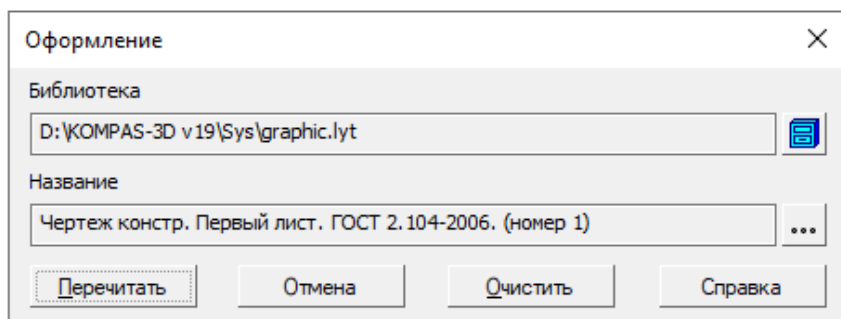 Оформление
Библиотека
D:\KOMPAS-3D v19\Sys\graphic.lyt
Название
Чертеж констр. Первый лист. ГОСТ 2.104-2006. (номер 1)
...
Перечитать Отмена Очистить Справка